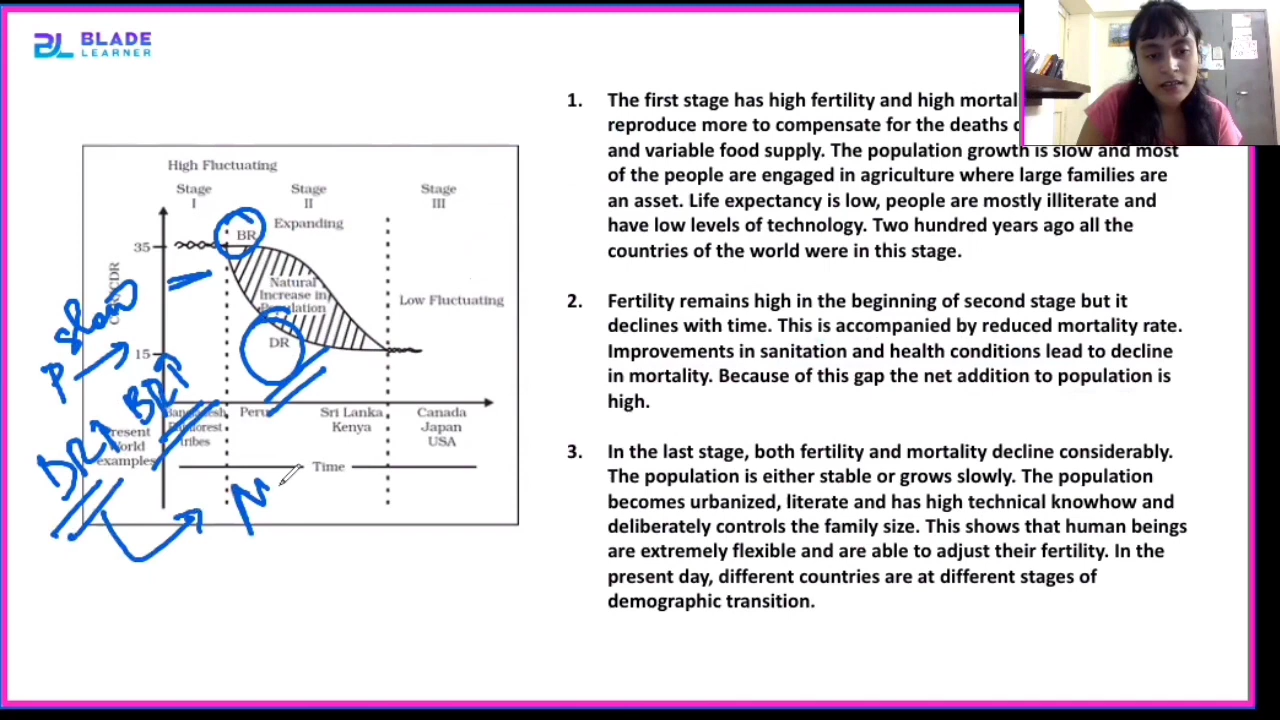 BLADE
LEARNER
High Fluctuating
Stage Stage Stage
I II III
Expanding
BR
35
Natural
Increase in
Population
Low Fluctuating
DR
15
Peru Sri Lanka Canada
Kenya Japan
USA
tribes
World
examples
Time
Slow
P
BR↑
DR↑
N
1. The first stage has high fertility and high
reproduce more to compensate for the deaths
and variable food supply. The population growth is slow and most
of the people are engaged in agriculture where large families are
an asset. Life expectancy is low, people are mostly illiterate and
have low levels of technology. Two hundred years ago all the
countries of the world were in this stage.
2. Fertility remains high in the beginning of second stage but it
declines with time. This is accompanied by reduced mortality rate.
Improvements in sanitation and health conditions lead to decline
in mortality. Because of this gap the net addition to population is
high.
3. In the last stage, both fertility and mortality decline considerably.
The population is either stable or grows slowly. The population
becomes urbanized, literate and has high technical knowhow and
deliberately controls the family size. This shows that human beings
are extremely flexible and are able to adjust their fertility. In the
present day, different countries are at different stages of
demographic transition.